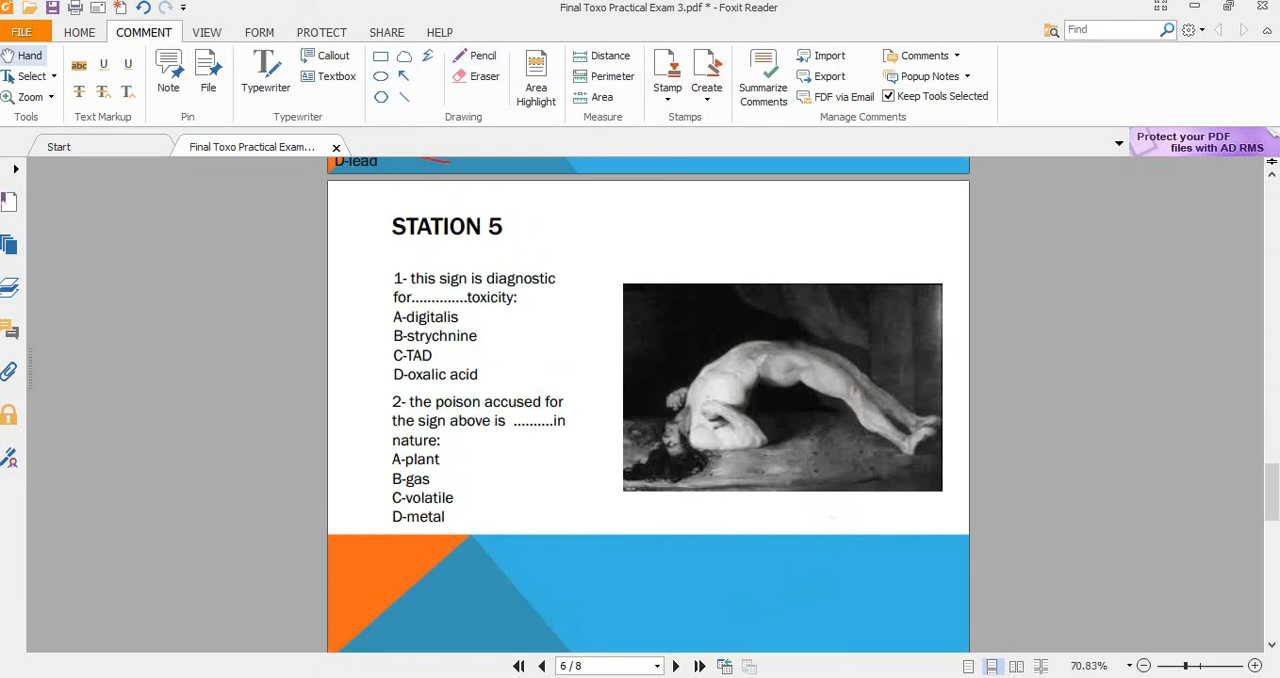 Final Toxo Practical Exam 3.pdf * - Foxit Reader
FILE HOME COMMENT VIEW FORM PROTECT SHARE HELP
Find
Hand
Select
Zoom
Tools
abc U U
T T T
Text Markup
Note File
Pin
Typewriter
Callout
Textbox
Typewriter
Pencil
Eraser
Area
Highlight
Drawing
Distance
Perimeter
Area
Measure
Stamp Create
Stamps
Summarize
Comments
Import
Export
FDF via Email
Comments
Popup Notes
Keep Tools Selected
Manage Comments
Start
Final Toxo Practical Exam...
Protect your PDF
files with AD RMS
D-lead
STATION 5
1- this sign is diagnostic
for..............toxicity:
A-digitalis
B-strychnine
C-TAD
D-oxalic acid
2- the poison accused for
the sign above is ..........in
nature:
A-plant
B-gas
C-volatile
D-metal
6 / 8
70.83%